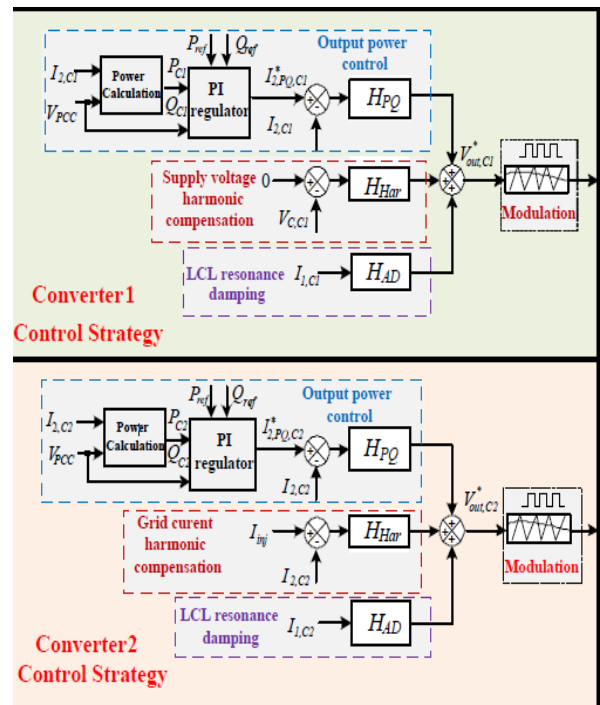 P_ref Q_ref
Output power
control
I_2,C1
Power
Calculation
P_C1
Q_C1
V_PCC
PI
regulator
I*_2,PQ,C1
+
-
I_2,C1
H_PQ
V*_out,C1
Supply voltage
harmonic
compensation
0
+
-
V_C,C1
H_Har
+
+
+
Modulation
LCL resonance
damping
I_1,C1
H_AD
Converter1
Control Strategy
P_ref Q_ref
Output power
control
I_2,C2
Power
Calculation
P_C2
Q_C2
V_PCC
PI
regulator
I*_2,PQ,C2
+
-
I_2,C2
H_PQ
V*_out,C2
Grid curent
harmonic
compensation
I_inj
+
-
I_2,C2
H_Har
+
+
+
Modulation
LCL resonance
damping
I_1,C2
H_AD
Converter2
Control Strategy